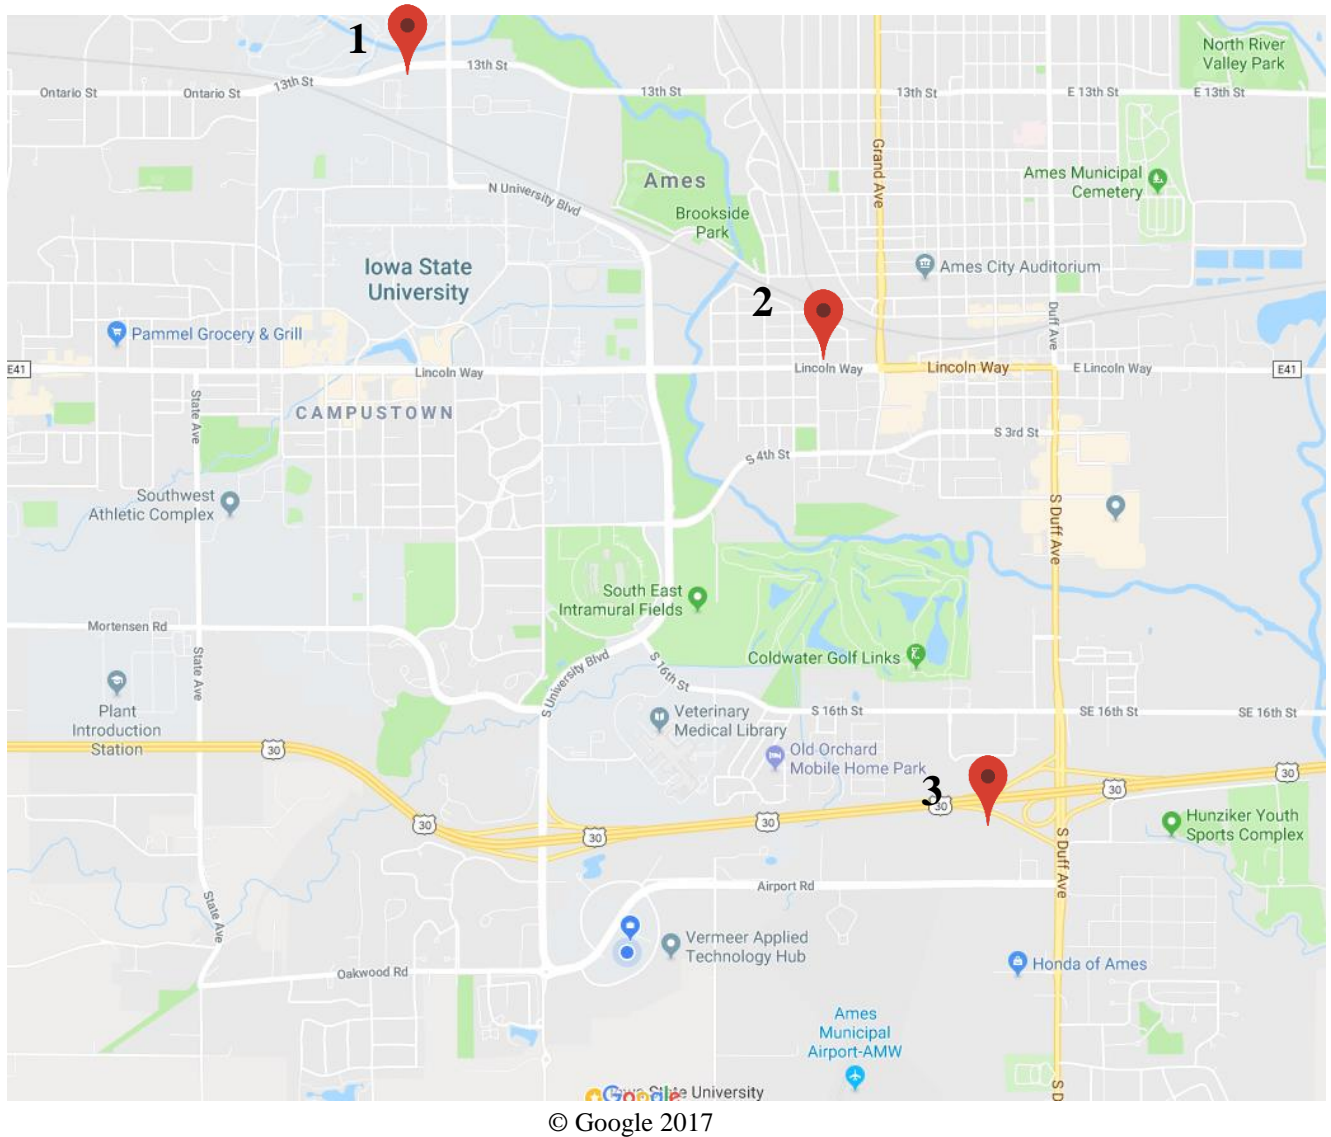 1
13th St
13th St
North River
Valley Park
Ontario St
Ontario St
13th St
13th St
E 13th St
E 13th St
Grand Ave
Ames
Ames Municipal
Cemetery
N University Blvd
Brookside
Park
Iowa State
University
Ames City Auditorium
2
Duff Ave
Pammel Grocery & Grill
E41
Lincoln Way
Lincoln Way
Lincoln Way
E Lincoln Way
E41
State Ave
CAMPUSTOWN
S 3rd St
S 4th St
Southwest
Athletic Complex
S Duff Ave
South East
Intramural Fields
Mortensen Rd
State Ave
S University Blvd
S 16th St
Coldwater Golf Links
Plant
Introduction
Station
Veterinary
Medical Library
S 16th St
SE 16th St
SE 16th St
30
Old Orchard
Mobile Home Park
3
30
30
30
30
30
30
Hunziker Youth
Sports Complex
S Duff Ave
Airport Rd
State Ave
Vermeer Applied
Technology Hub
Oakwood Rd
Honda of Ames
Ames
Municipal
Airport-AMW
S D
Google
Iowa State University
© Google 2017